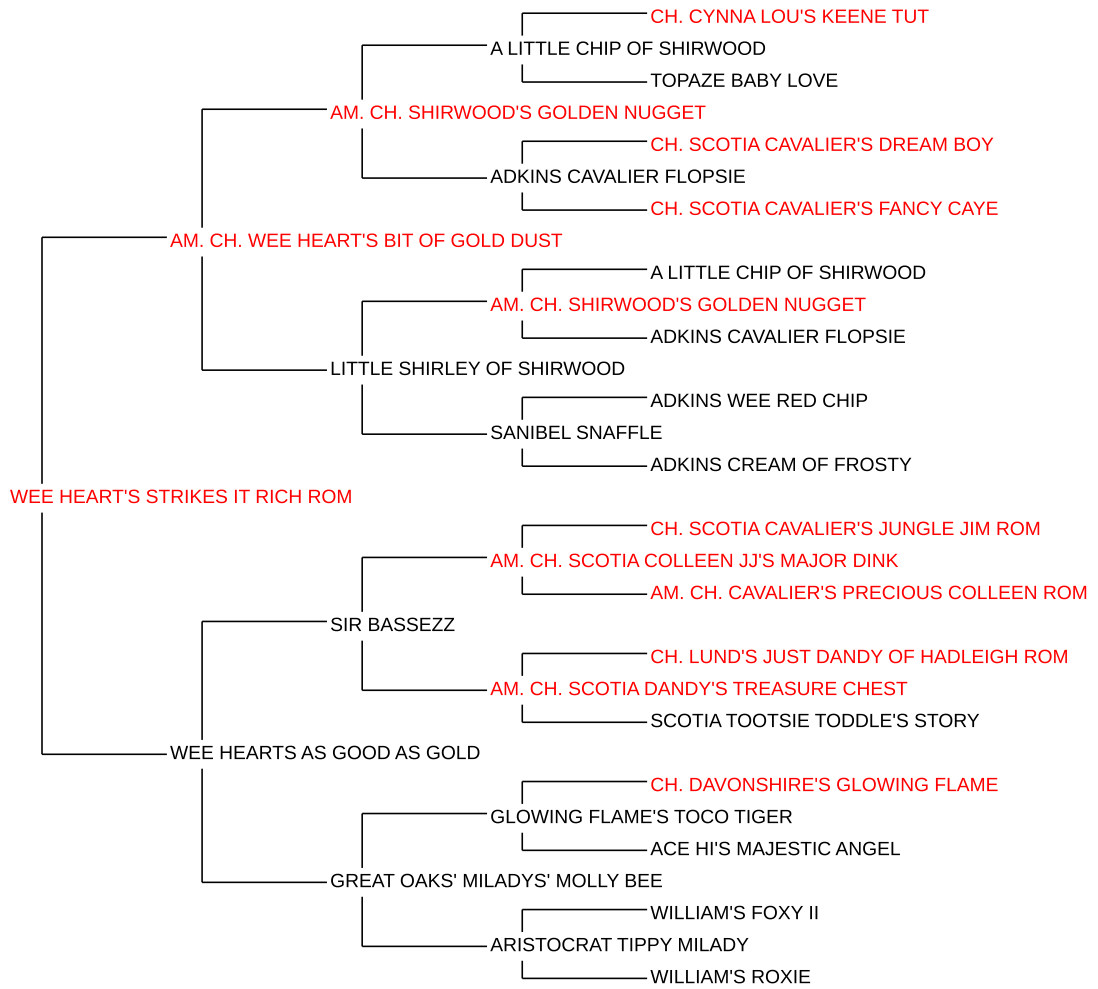 CH. CYNNA LOU'S KEENE TUT
A LITTLE CHIP OF SHIRWOOD
TOPAZE BABY LOVE
AM. CH. SHIRWOOD'S GOLDEN NUGGET
CH. SCOTIA CAVALIER'S DREAM BOY
ADKINS CAVALIER FLOPSIE
CH. SCOTIA CAVALIER'S FANCY CAYE
AM. CH. WEE HEART'S BIT OF GOLD DUST
A LITTLE CHIP OF SHIRWOOD
AM. CH. SHIRWOOD'S GOLDEN NUGGET
ADKINS CAVALIER FLOPSIE
LITTLE SHIRLEY OF SHIRWOOD
ADKINS WEE RED CHIP
SANIBEL SNAFFLE
ADKINS CREAM OF FROSTY
WEE HEART'S STRIKES IT RICH ROM
CH. SCOTIA CAVALIER'S JUNGLE JIM ROM
AM. CH. SCOTIA COLLEEN JJ'S MAJOR DINK
AM. CH. CAVALIER'S PRECIOUS COLLEEN ROM
SIR BASSEZZ
CH. LUND'S JUST DANDY OF HADLEIGH ROM
AM. CH. SCOTIA DANDY'S TREASURE CHEST
SCOTIA TOOTSIE TODDLE'S STORY
WEE HEARTS AS GOOD AS GOLD
CH. DAVONSHIRE'S GLOWING FLAME
GLOWING FLAME'S TOCO TIGER
ACE HI'S MAJESTIC ANGEL
GREAT OAKS' MILADYS' MOLLY BEE
WILLIAM'S FOXY II
ARISTOCRAT TIPPY MILADY
WILLIAM'S ROXIE